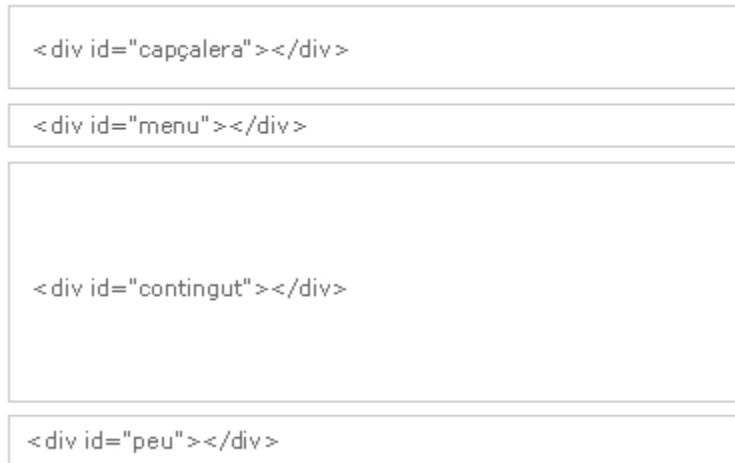 <div id="capçalera"></div>
<div id="menu"></div>
<div id="contingut"></div>
<div id="peu"></div>